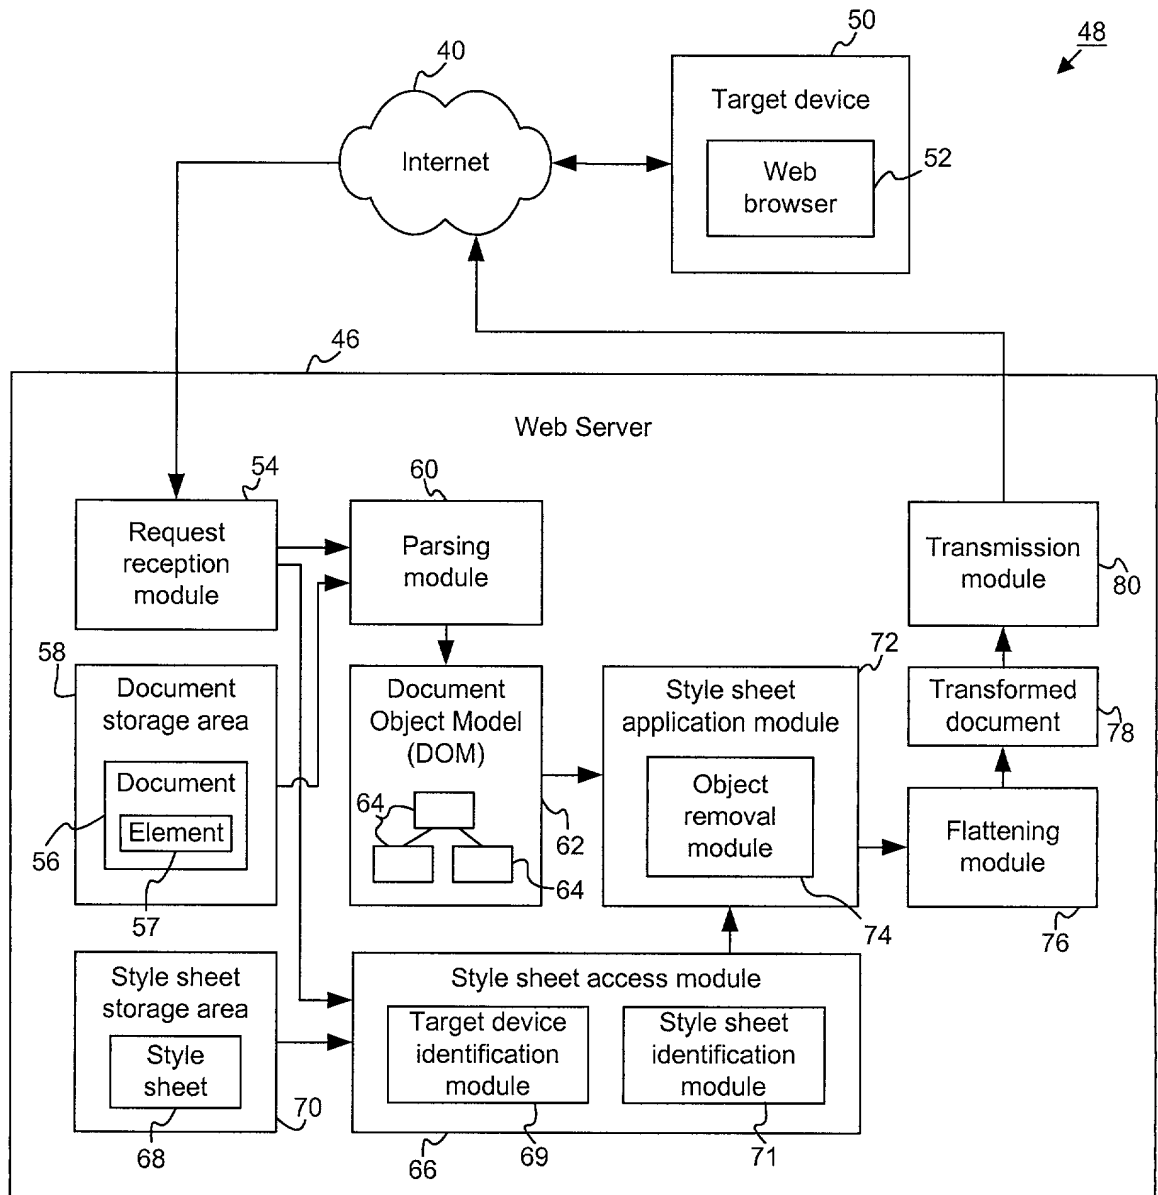 48
50
40
Target device
Internet
Web
browser
52
46
Web Server
54
Request
reception
module
60
Parsing
module
Transmission
module
80
58
Document
storage area
Document
Element
56
57
Document
Object Model
(DOM)
64
64
62
72
Style sheet
application module
Object
removal
module
74
Transformed
document
78
Flattening
module
76
Style sheet
storage area
Style
sheet
68
70
Style sheet access module
Target device
identification
module
Style sheet
identification
module
66
69
71